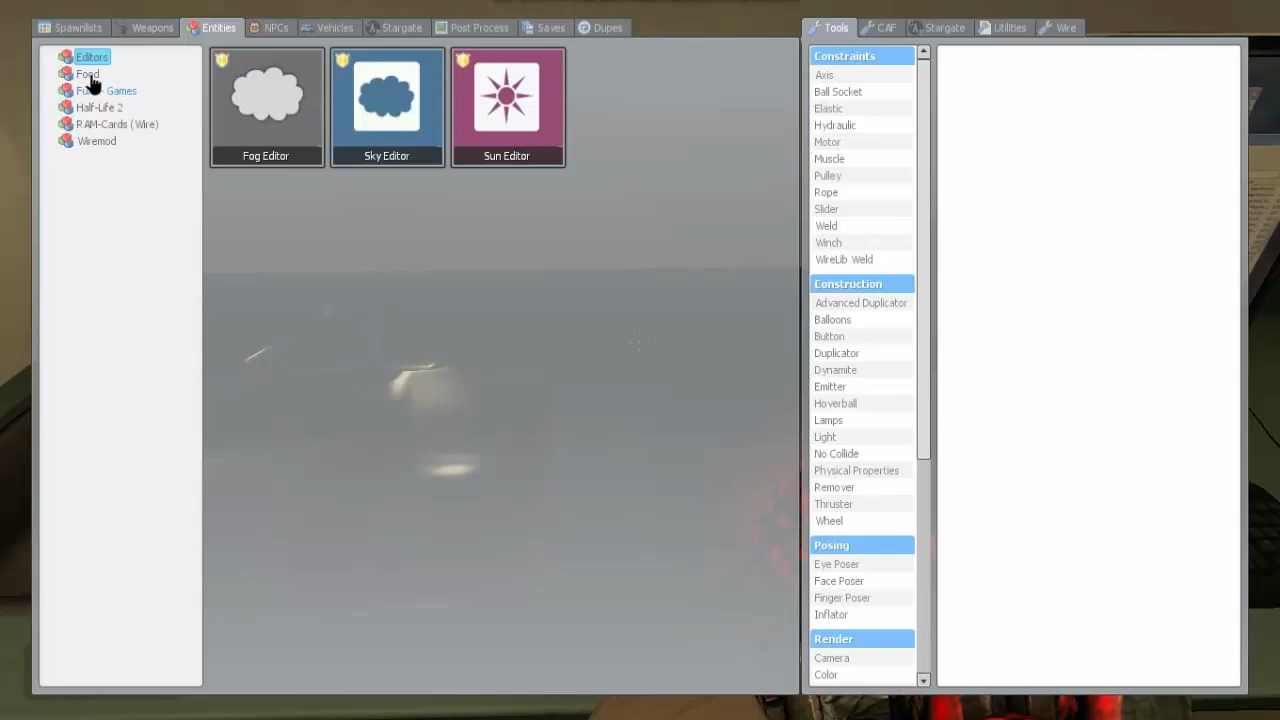 Spawnlists Weapons Entities NPCs Vehicles Stargate Post Process Saves Dupes
Editors
Food
Games
Half-Life 2
RAM-Cards (Wire)
Wiremod
Fog Editor Sky Editor Sun Editor
Tools CAF Stargate Utilities Wire
Constraints
Axis
Ball Socket
Elastic
Hydraulic
Motor
Muscle
Pulley
Rope
Slider
Weld
Winch
WireLib Weld
Construction
Advanced Duplicator
Balloons
Button
Duplicator
Dynamite
Emitter
Hoverball
Lamps
Light
No Collide
Physical Properties
Remover
Thruster
Wheel
Posing
Eye Poser
Face Poser
Finger Poser
Inflator
Render
Camera
Color